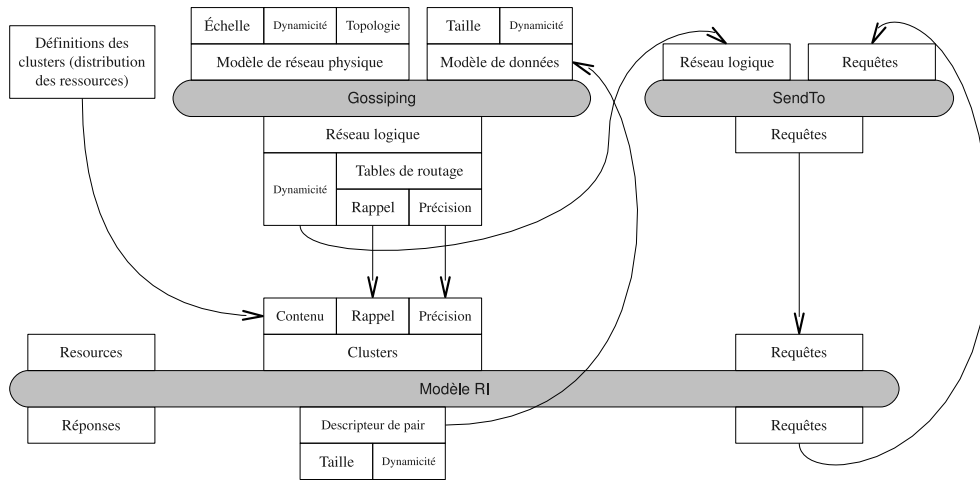 Échelle
Dynamicité
Topologie
Taille
Dynamicité
Définitions des
clusters (distribution
des ressources)
Modèle de réseau physique
Modèle de données
Réseau logique
Requêtes
Gossiping
SendTo
Réseau logique
Requêtes
Dynamicité
Tables de routage
Rappel
Précision
Contenu
Rappel
Précision
Resources
Clusters
Requêtes
Modèle RI
Réponses
Descripteur de pair
Requêtes
Taille
Dynamicité